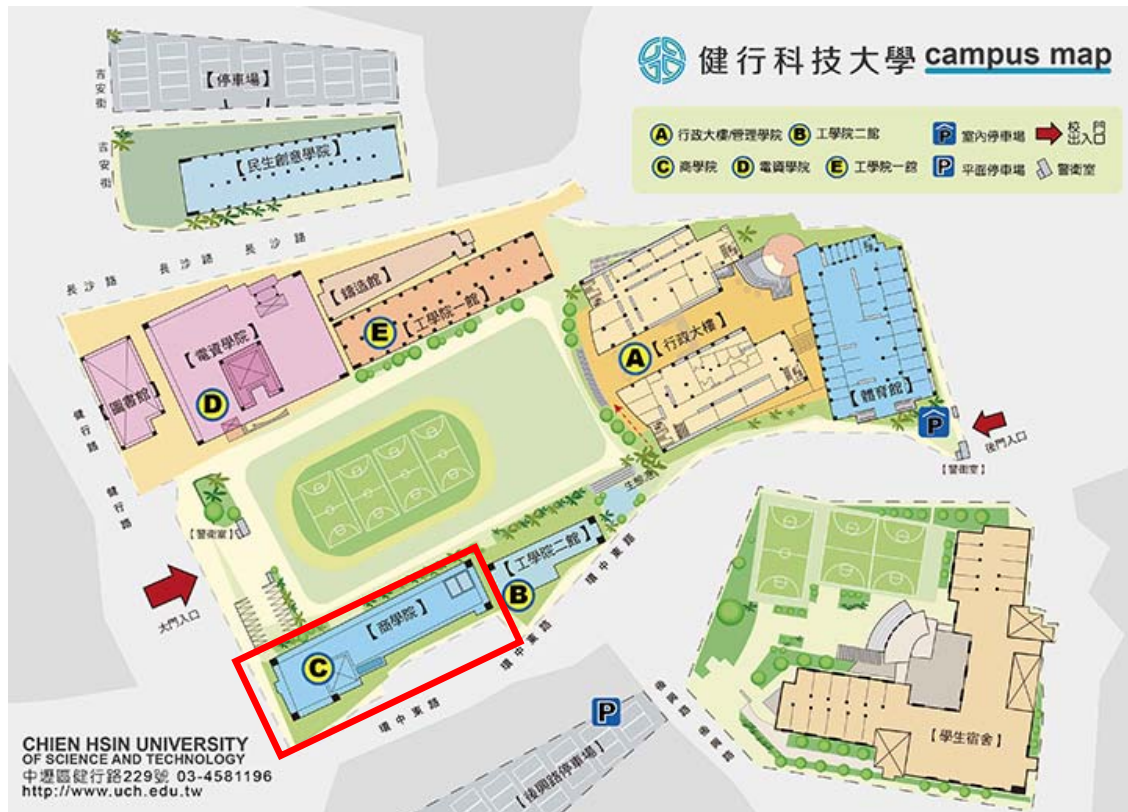 健行科技大學 campus map
A 行政大樓/管理學院 B 工學院二館 P 室內停車場 校門出入口
C 商學院 D 電資學院 E 工學院一館 P 平面停車場 警衛室
吉安街
【停車場】
吉安街
【民生創意學院】
長沙路 長沙路 長沙路
【鑄造館】
【工學院一館】
E
【電資學院】
D
【圖書館】
【行政大樓】
A
【體育館】
P
後門入口
【警衛室】
健行路
健行路
【警衛室】
大門入口
生態池
【工學院二館】
B
【商學院】
C
環中東路
環中東路
環中東路
P
【後興路停車場】
後興路
後興路
【學生宿舍】
CHIEN HSIN UNIVERSITY
OF SCIENCE AND TECHNOLOGY
中壢區健行路229號 03-4581196
http://www.uch.edu.tw